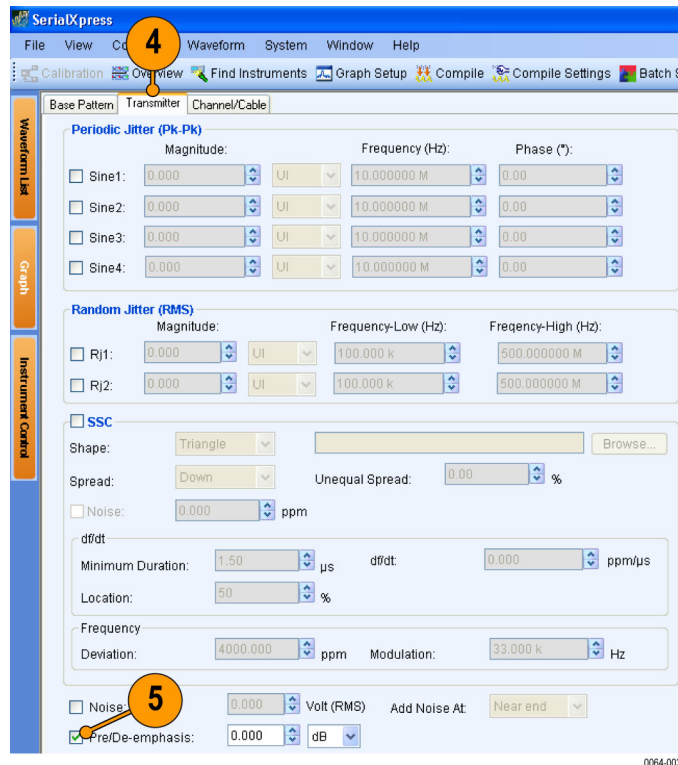 SerialXpress
File View Co Waveform System Window Help
Calibration Overview Find Instruments Graph Setup Compile Compile Settings Batch S
4
Base Pattern Transmitter Channel/Cable
Waveform List
Graph
Instrument Control
Periodic Jitter (Pk-Pk)
Magnitude: Frequency (Hz): Phase (°):
Sine1: 0.000 UI 10.000000 M 0.00
Sine2: 0.000 UI 10.000000 M 0.00
Sine3: 0.000 UI 10.000000 M 0.00
Sine4: 0.000 UI 10.000000 M 0.00
Random Jitter (RMS)
Magnitude: Frequency-Low (Hz): Freqency-High (Hz):
Rj1: 0.000 UI 100.000 k 500.000000 M
Rj2: 0.000 UI 100.000 k 500.000000 M
SSC
Shape: Triangle Browse...
Spread: Down Unequal Spread: 0.00 %
Noise: 0.000 ppm
df/dt
Minimum Duration: 1.50 µs df/dt: 0.000 ppm/µs
Location: 50 %
Frequency
Deviation: 4000.000 ppm Modulation: 33.000 k Hz
Noise: 0.000 Volt (RMS) Add Noise At: Near end
5
Pre/De-emphasis: 0.000 dB
0064-003